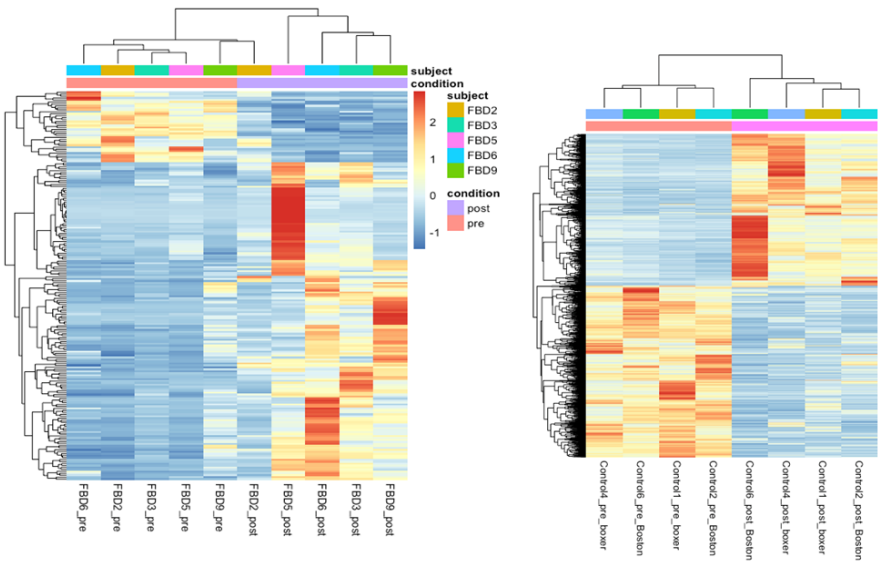 subject
condition
subject
FBD2
FBD3
FBD5
FBD6
FBD9
condition
post
pre
2
1
0
-1
FBD6_pre
FBD2_pre
FBD3_pre
FBD5_pre
FBD9_pre
FBD2_post
FBD5_post
FBD6_post
FBD3_post
FBD9_post
Control4_pre_boxer
Control6_pre_Boston
Control1_pre_boxer
Control2_pre_Boston
Control6_post_Boston
Control4_post_boxer
Control1_post_boxer
Control2_post_Boston